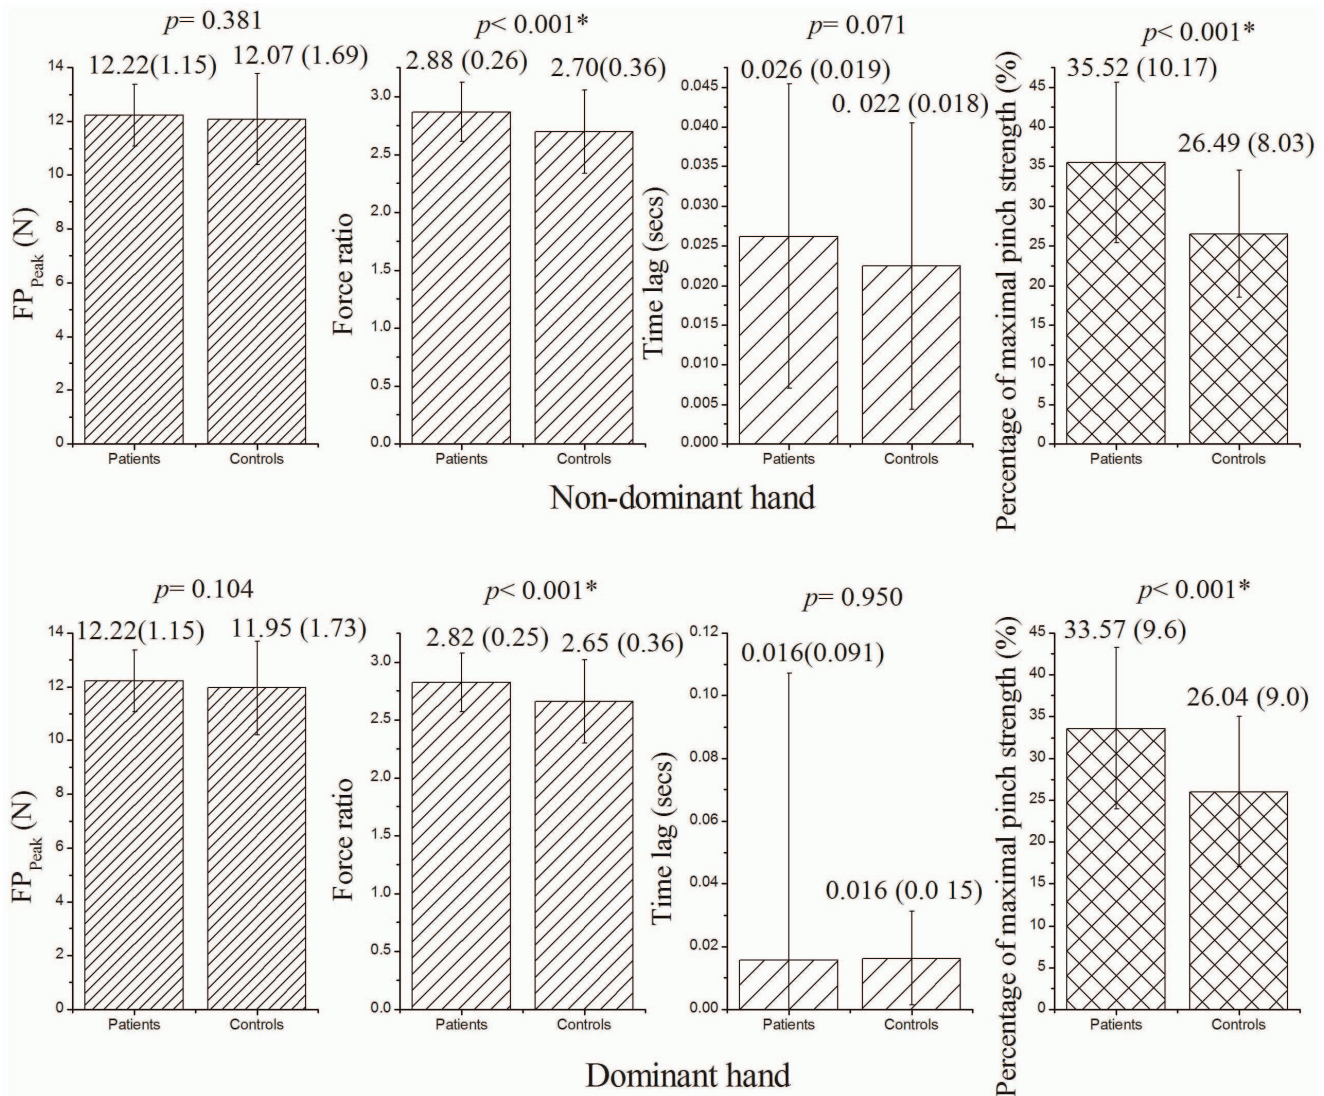 p= 0.381
p< 0.001*
p= 0.071
p< 0.001*
12.22(1.15) 12.07 (1.69)
2.88 (0.26) 2.70(0.36)
0.026 (0.019)
0. 022 (0.018)
35.52 (10.17)
26.49 (8.03)
FPPeak (N)
14
12
10
8
6
4
2
0
Patients Controls
Force ratio
3.0
2.5
2.0
1.5
1.0
0.5
0.0
Patients Controls
Time lag (secs)
0.045
0.040
0.035
0.030
0.025
0.020
0.015
0.010
0.005
0.000
Patients Controls
Percentage of maximal pinch strength (%)
45
40
35
30
25
20
15
10
5
0
Patients Controls
Non-dominant hand
p= 0.104
p< 0.001*
p= 0.950
p< 0.001*
12.22(1.15) 11.95 (1.73)
2.82 (0.25) 2.65 (0.36)
0.016(0.091)
0.016 (0.0 15)
33.57 (9.6)
26.04 (9.0)
FPPeak (N)
14
12
10
8
6
4
2
0
Patients Controls
Force ratio
3.0
2.5
2.0
1.5
1.0
0.5
0.0
Patients Controls
Time lag (secs)
0.12
0.10
0.08
0.06
0.04
0.02
0.00
Patients Controls
Percentage of maximal pinch strength (%)
45
40
35
30
25
20
15
10
5
0
Patients Controls
Dominant hand